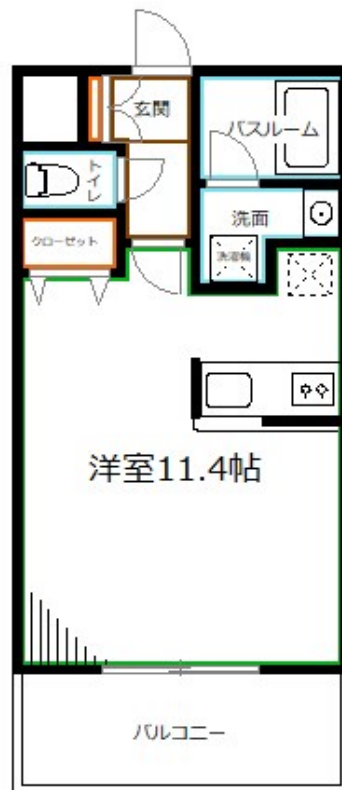 玄関
バスルーム
トイレ
洗面
クローゼット
洗濯機
洋室11.4帖
バルコニー